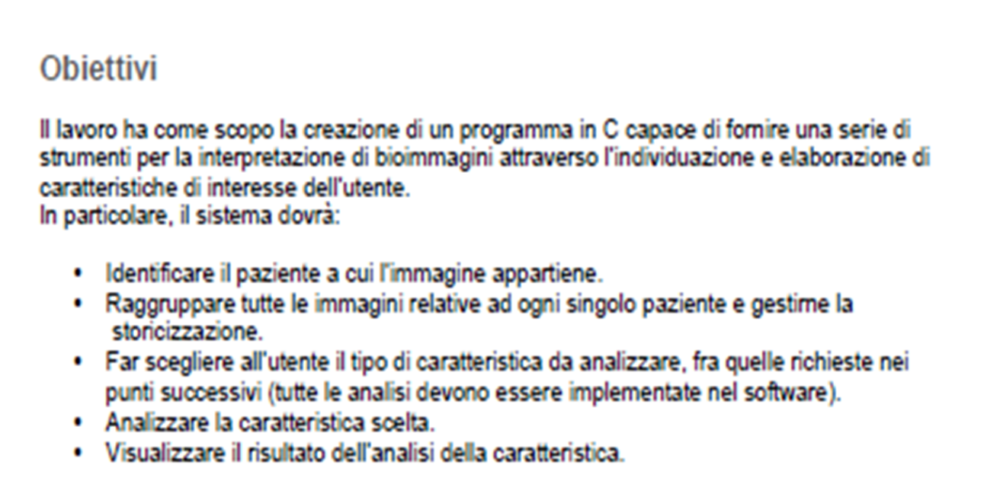 Obiettivi
Il lavoro ha come scopo la creazione di un programma in C capace di fornire una serie di
strumenti per la interpretazione di bioimmagini attraverso l'individuazione e elaborazione di
caratteristiche di interesse dell'utente.
In particolare, il sistema dovrà:
• Identificare il paziente a cui l'immagine appartiene.
• Raggruppare tutte le immagini relative ad ogni singolo paziente e gestirne la
storicizzazione.
• Far scegliere all'utente il tipo di caratteristica da analizzare, fra quelle richieste nei
punti successivi (tutte le analisi devono essere implementate nel software).
• Analizzare la caratteristica scelta.
• Visualizzare il risultato dell'analisi della caratteristica.